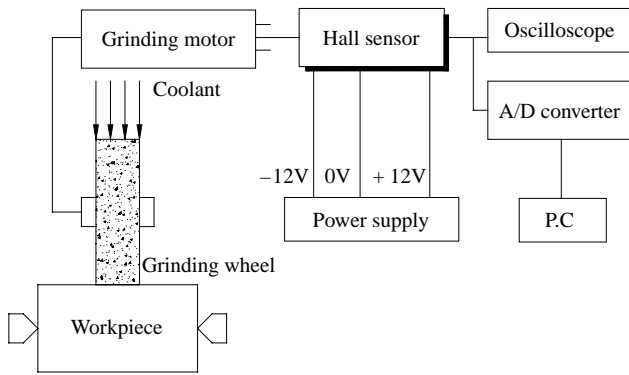 Grinding motor
Hall sensor
Oscilloscope
Coolant
A/D converter
−12V 0V + 12V
Power supply
P.C
Grinding wheel
Workpiece